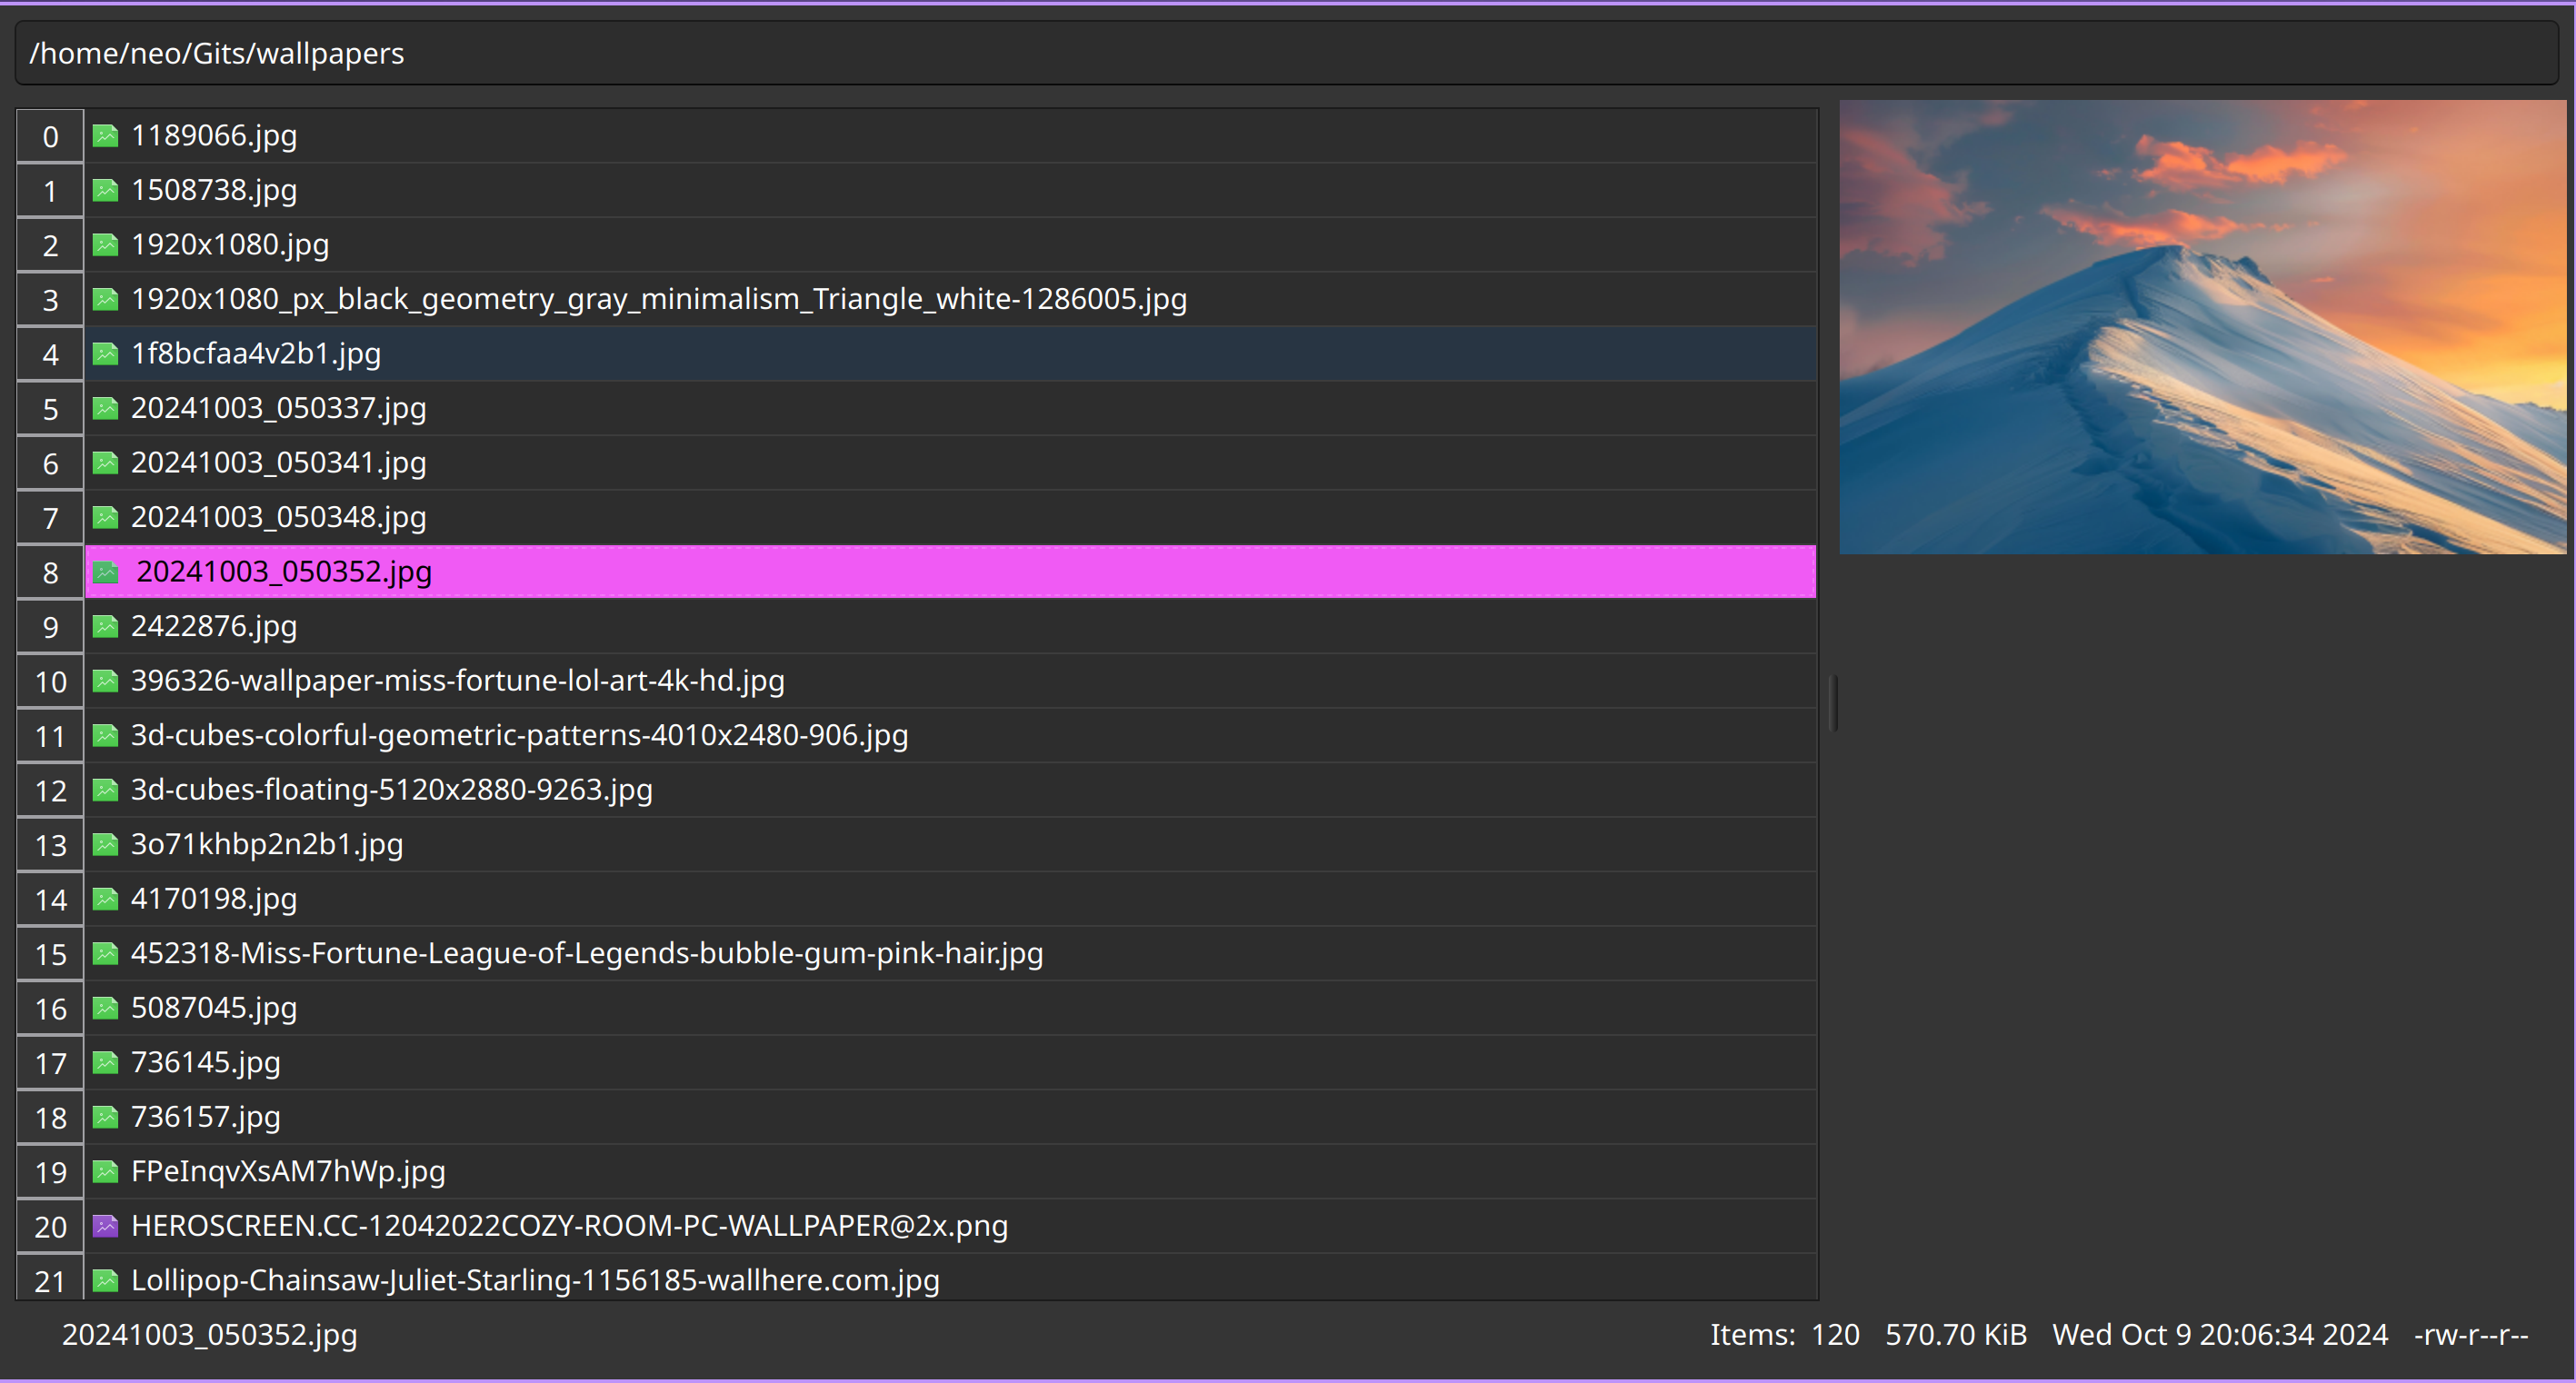 /home/neo/Gits/wallpapers
0 1189066.jpg
1 1508738.jpg
2 1920x1080.jpg
3 1920x1080_px_black_geometry_gray_minimalism_Triangle_white-1286005.jpg
4 1f8bcfaa4v2b1.jpg
5 20241003_050337.jpg
6 20241003_050341.jpg
7 20241003_050348.jpg
8 20241003_050352.jpg
9 2422876.jpg
10 396326-wallpaper-miss-fortune-lol-art-4k-hd.jpg
11 3d-cubes-colorful-geometric-patterns-4010x2480-906.jpg
12 3d-cubes-floating-5120x2880-9263.jpg
13 3o71khbp2n2b1.jpg
14 4170198.jpg
15 452318-Miss-Fortune-League-of-Legends-bubble-gum-pink-hair.jpg
16 5087045.jpg
17 736145.jpg
18 736157.jpg
19 FPeInqvXsAM7hWp.jpg
20 HEROSCREEN.CC-12042022COZY-ROOM-PC-WALLPAPER@2x.png
21 Lollipop-Chainsaw-Juliet-Starling-1156185-wallhere.com.jpg
20241003_050352.jpg Items: 120 570.70 KiB Wed Oct 9 20:06:34 2024 -rw-r--r--